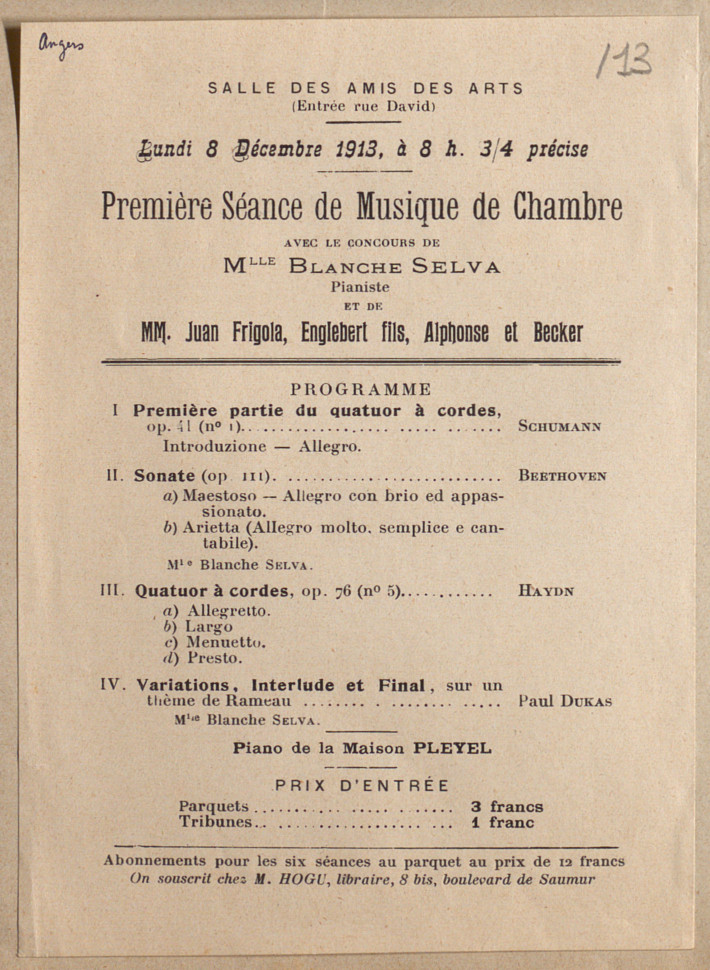 Angers
113
SALLE DES AMIS DES ARTS
(Entrée rue David)
Lundi 8 Décembre 1913, à 8 h. 3/4 précise
Première Séance de Musique de Chambre
AVEC LE CONCOURS DE
MLLE BLANCHE SELVA
Pianiste
ET DE
MM. Juan Frigola, Englebert fils, Alphonse et Becker
PROGRAMME
I Première partie du quatuor à cordes,
op. 41 (nº 1)........................... SCHUMANN
Introduzione — Allegro.
II. Sonate (op 111). ........................... BEETHOVEN
a) Maestoso — Allegro con brio ed appas-
sionato.
b) Arietta (Allegro molto, semplice e can-
tabile).
Mle Blanche SELVA.
III. Quatuor à cordes, op. 76 (nº 5)............ HAYDN
a) Allegretto.
b) Largo
c) Menuetto.
d) Presto.
IV. Variations, Interlude et Final, sur un
thème de Rameau ........................ Paul DUKAS
Mlle Blanche SELVA.
Piano de la Maison PLEYEL
PRIX D'ENTRÉE
Parquets ........................ 3 francs
Tribunes........................ 1 franc
Abonnements pour les six séances au parquet au prix de 12 francs
On souscrit chez M. HOGU, libraire, 8 bis, boulevard de Saumur